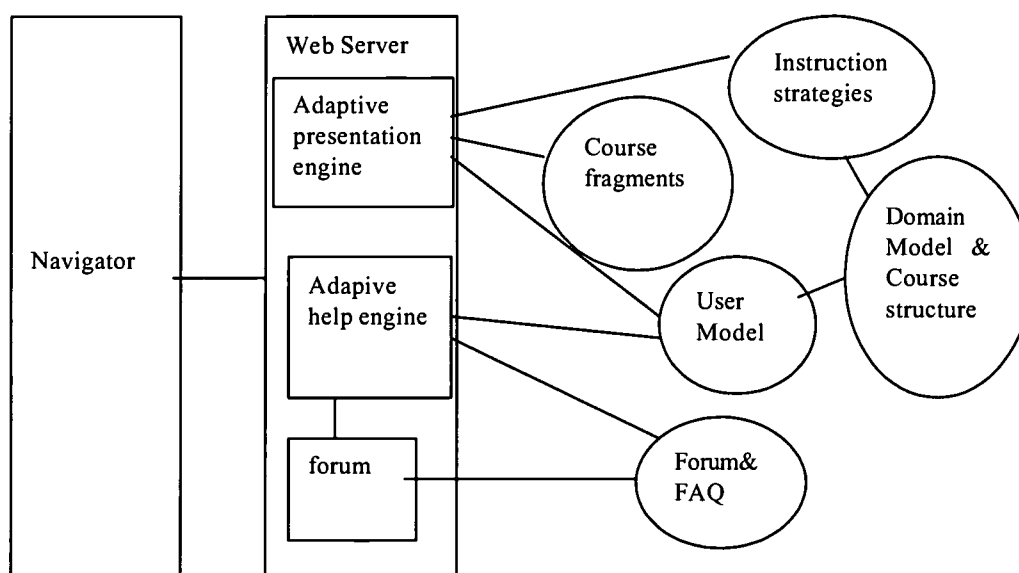 Navigator
Web Server
Adaptive
presentation
engine
Adapive
help engine
forum
Instruction
strategies
Course
fragments
Domain
Model &
Course
structure
User
Model
Forum&
FAQ